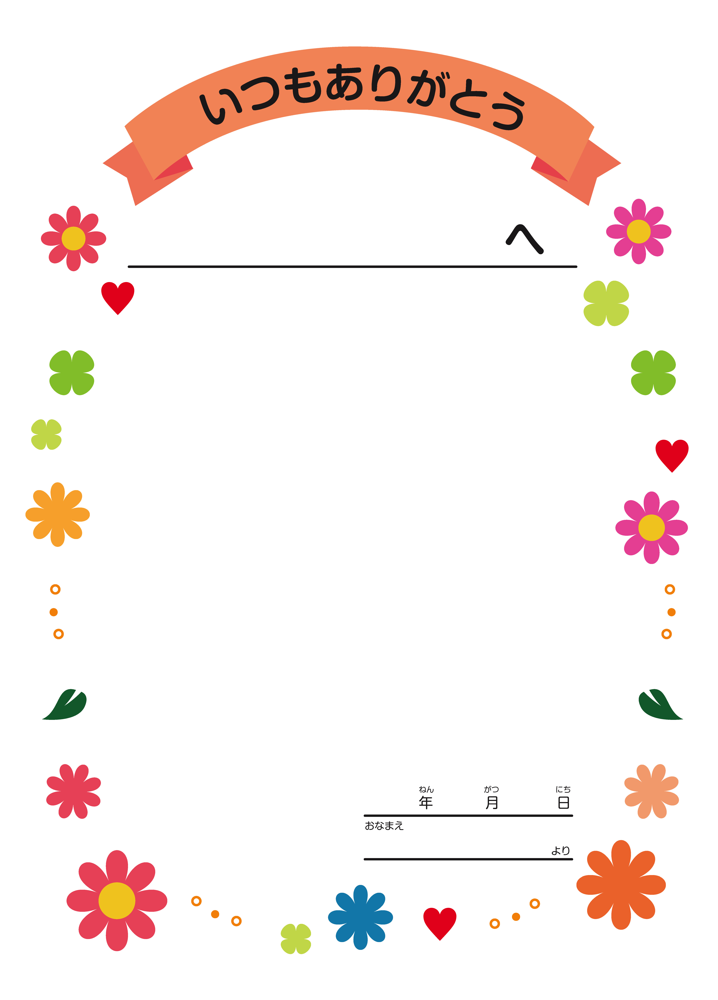 いつもありがとう
へ
ねん がつ にち
年 月 日
おなまえ
より